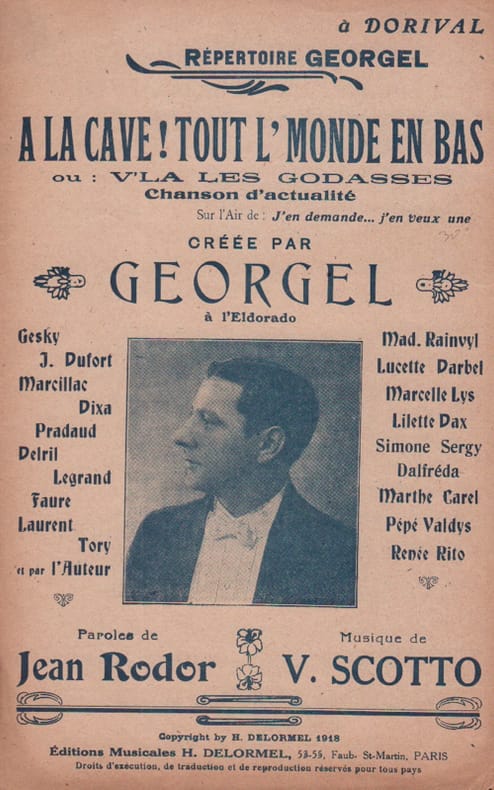 à DORIVAL
RÉPERTOIRE GEORGEL
A LA CAVE ! TOUT L' MONDE EN BAS
ou : V'LA LES GODASSES
Chanson d'actualité
Sur l'Air de : J'en demande... j'en veux une
CRÉÉE PAR
GEORGEL
à l'Eldorado
Gesky
J. Dufort
Marcillac
Dixa
Pradaud
Delril
Legrand
Faure
Laurent
Tory
et par l'Auteur
Mad. Rainvyl
Lucette Darbel
Marcelle Lys
Lilette Dax
Simone Sergy
Dalfréda
Marthe Carel
Pépé Valdys
Renée Rito
Paroles de
Jean Rodor
Musique de
V. SCOTTO
Copyright by H. DELORMEL 1918
Éditions Musicales H. DELORMEL, 53-55, Faub- St-Martin, PARIS
Droits d'exécution, de traduction et de reproduction réservés pour tous pays